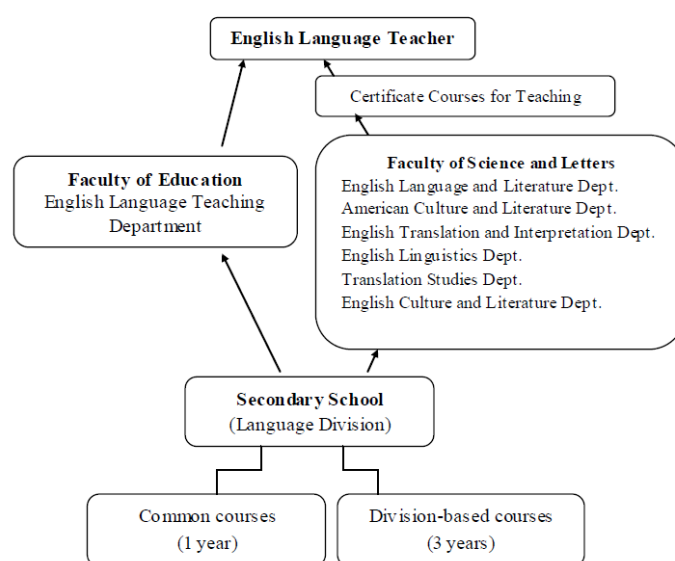 English Language Teacher
Certificate Courses for Teaching
Faculty of Education
English Language Teaching
Department
Faculty of Science and Letters
English Language and Literature Dept.
American Culture and Literature Dept.
English Translation and Interpretation Dept.
English Linguistics Dept.
Translation Studies Dept.
English Culture and Literature Dept.
Secondary School
(Language Division)
Common courses
(1 year)
Division-based courses
(3 years)